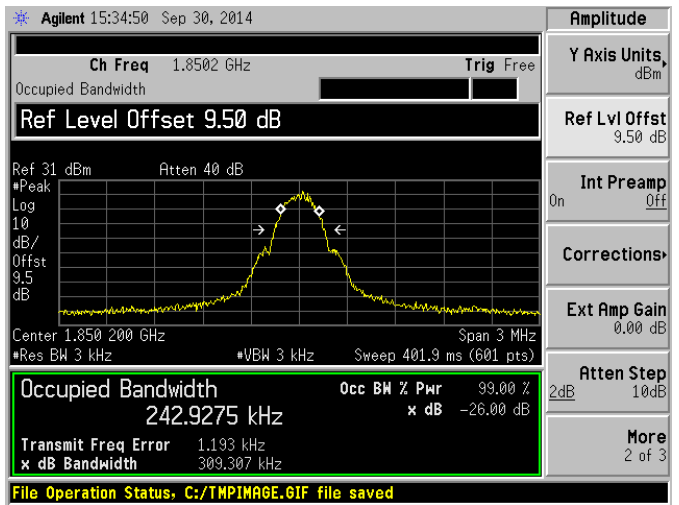 Agilent 15:34:50 Sep 30, 2014
Amplitude
Ch Freq 1.8502 GHz Trig Free
Occupied Bandwidth
Ref Level Offset 9.50 dB
Ref 31 dBm Atten 40 dB
#Peak
Log
10
dB/
Offst
9.5
dB
Center 1.850 200 GHz Span 3 MHz
#Res BW 3 kHz #VBW 3 kHz Sweep 401.9 ms (601 pts)
Occupied Bandwidth Occ BW % Pwr 99.00 %
242.9275 kHz x dB -26.00 dB
Transmit Freq Error 1.193 kHz
x dB Bandwidth 309.307 kHz
File Operation Status, C:/TMPIMAGE.GIF file saved
Y Axis Units
dBm
Ref Lvl Offst
9.50 dB
Int Preamp
On Off
Corrections
Ext Amp Gain
0.00 dB
Atten Step
2dB 10dB
More
2 of 3